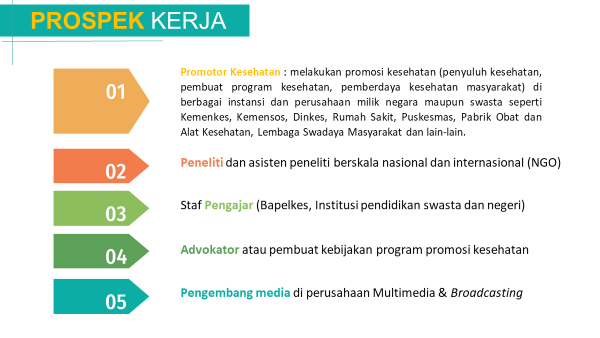 PROSPEK KERJA
01
Promotor Kesehatan : melakukan promosi kesehatan (penyuluh kesehatan,
pembuat program kesehatan, pemberdaya kesehatan masyarakat) di
berbagai instansi dan perusahaan milik negara maupun swasta seperti
Kemenkes, Kemensos, Dinkes, Rumah Sakit, Puskesmas, Pabrik Obat dan
Alat Kesehatan, Lembaga Swadaya Masyarakat dan lain-lain.
02
Peneliti dan asisten peneliti berskala nasional dan internasional (NGO)
03
Staf Pengajar (Bapelkes, Institusi pendidikan swasta dan negeri)
04
Advokator atau pembuat kebijakan program promosi kesehatan
05
Pengembang media di perusahaan Multimedia & Broadcasting